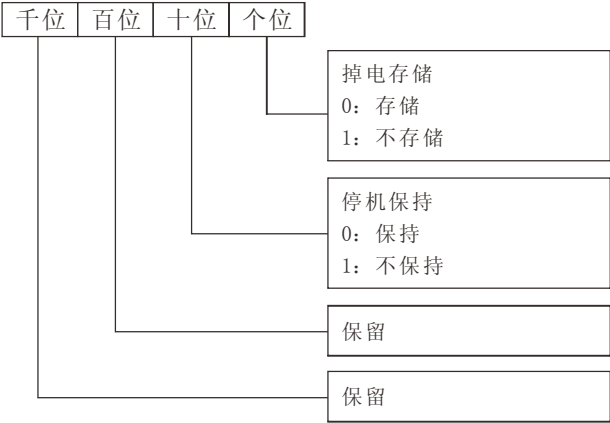 千位 百位 十位 个位
掉电存储
0：存储
1：不存储
停机保持
0：保持
1：不保持
保留
保留